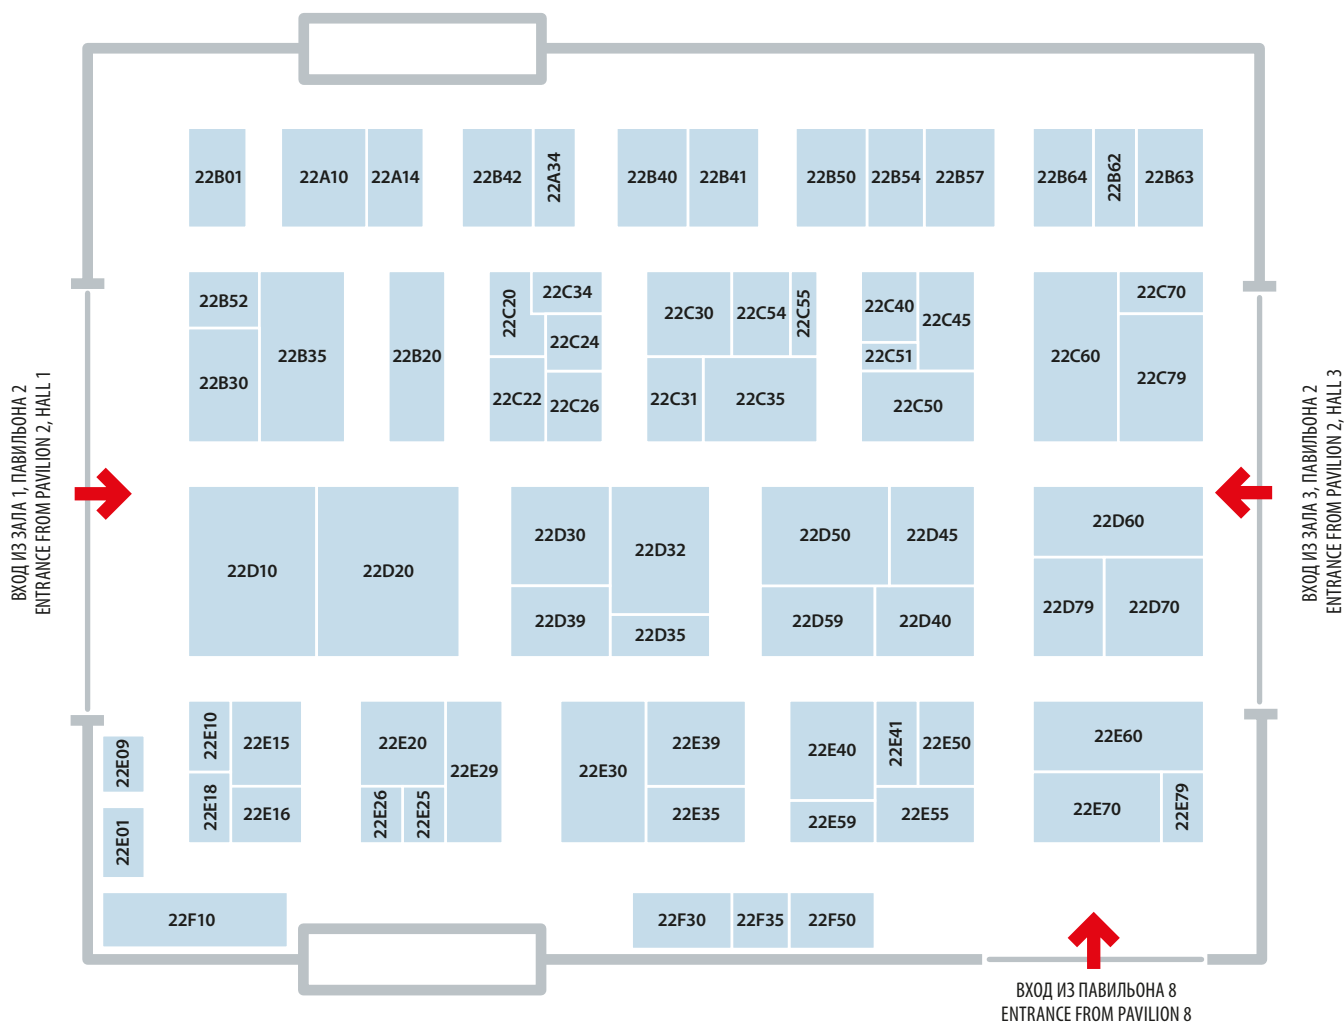 22B01
22A10
22A14
22B42
22A34
22B40
22B41
22B50
22B54
22B57
22B64
22B62
22B63
22B52
22B30
22B35
22B20
22C20
22C34
22C24
22C22
22C26
22C30
22C54
22C55
22C31
22C35
22C40
22C45
22C51
22C50
22C60
22C70
22C79
ВХОД ИЗ ЗАЛА 1, ПАВИЛЬОНА 2
ENTRANCE FROM PAVILION 2, HALL 1
ВХОД ИЗ ЗАЛА 3, ПАВИЛЬОНА 2
ENTRANCE FROM PAVILION 2, HALL 3
22D10
22D20
22D30
22D32
22D39
22D35
22D50
22D45
22D59
22D40
22D60
22D79
22D70
22E09
22E01
22E10
22E15
22E18
22E16
22E20
22E29
22E26
22E25
22E30
22E39
22E35
22E40
22E41
22E50
22E59
22E55
22E60
22E70
22E79
22F10
22F30
22F35
22F50
ВХОД ИЗ ПАВИЛЬОНА 8
ENTRANCE FROM PAVILION 8